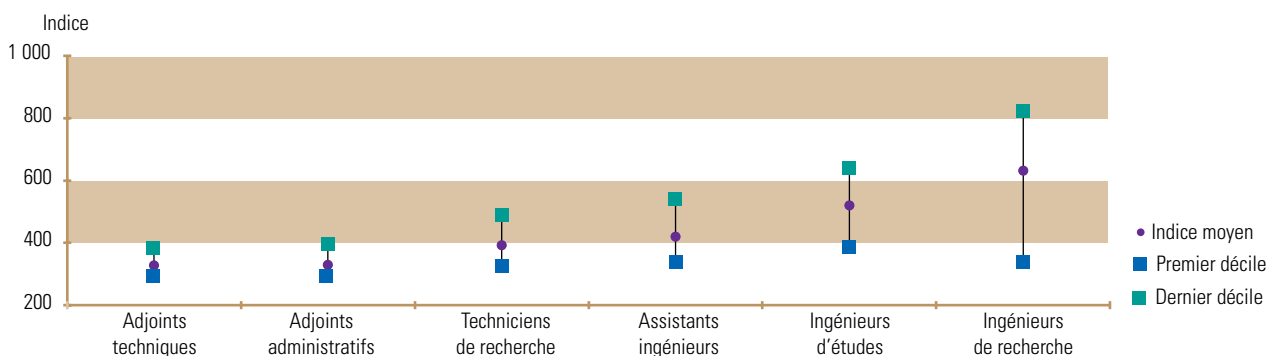 Indice
1 000
800
600
400
200
Adjoints
techniques
Adjoints
administratifs
Techniciens
de recherche
Assistants
ingénieurs
Ingénieurs
d'études
Ingénieurs
de recherche
Indice moyen
Premier décile
Dernier décile